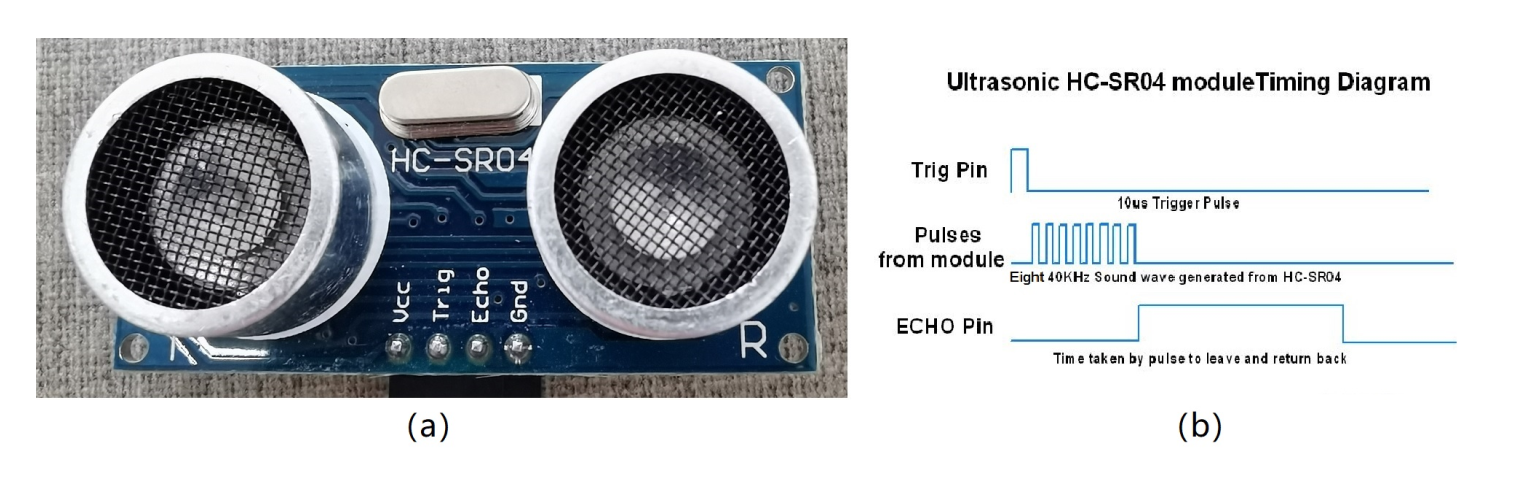 HC-SR04
Vcc
Trig
Echo
Gnd
R
(a)
Ultrasonic HC-SR04 moduleTiming Diagram
Trig Pin
10us Trigger Pulse
Pulses
from module
Eight 40KHz Sound wave generated from HC-SR04
ECHO Pin
Time taken by pulse to leave and return back
(b)